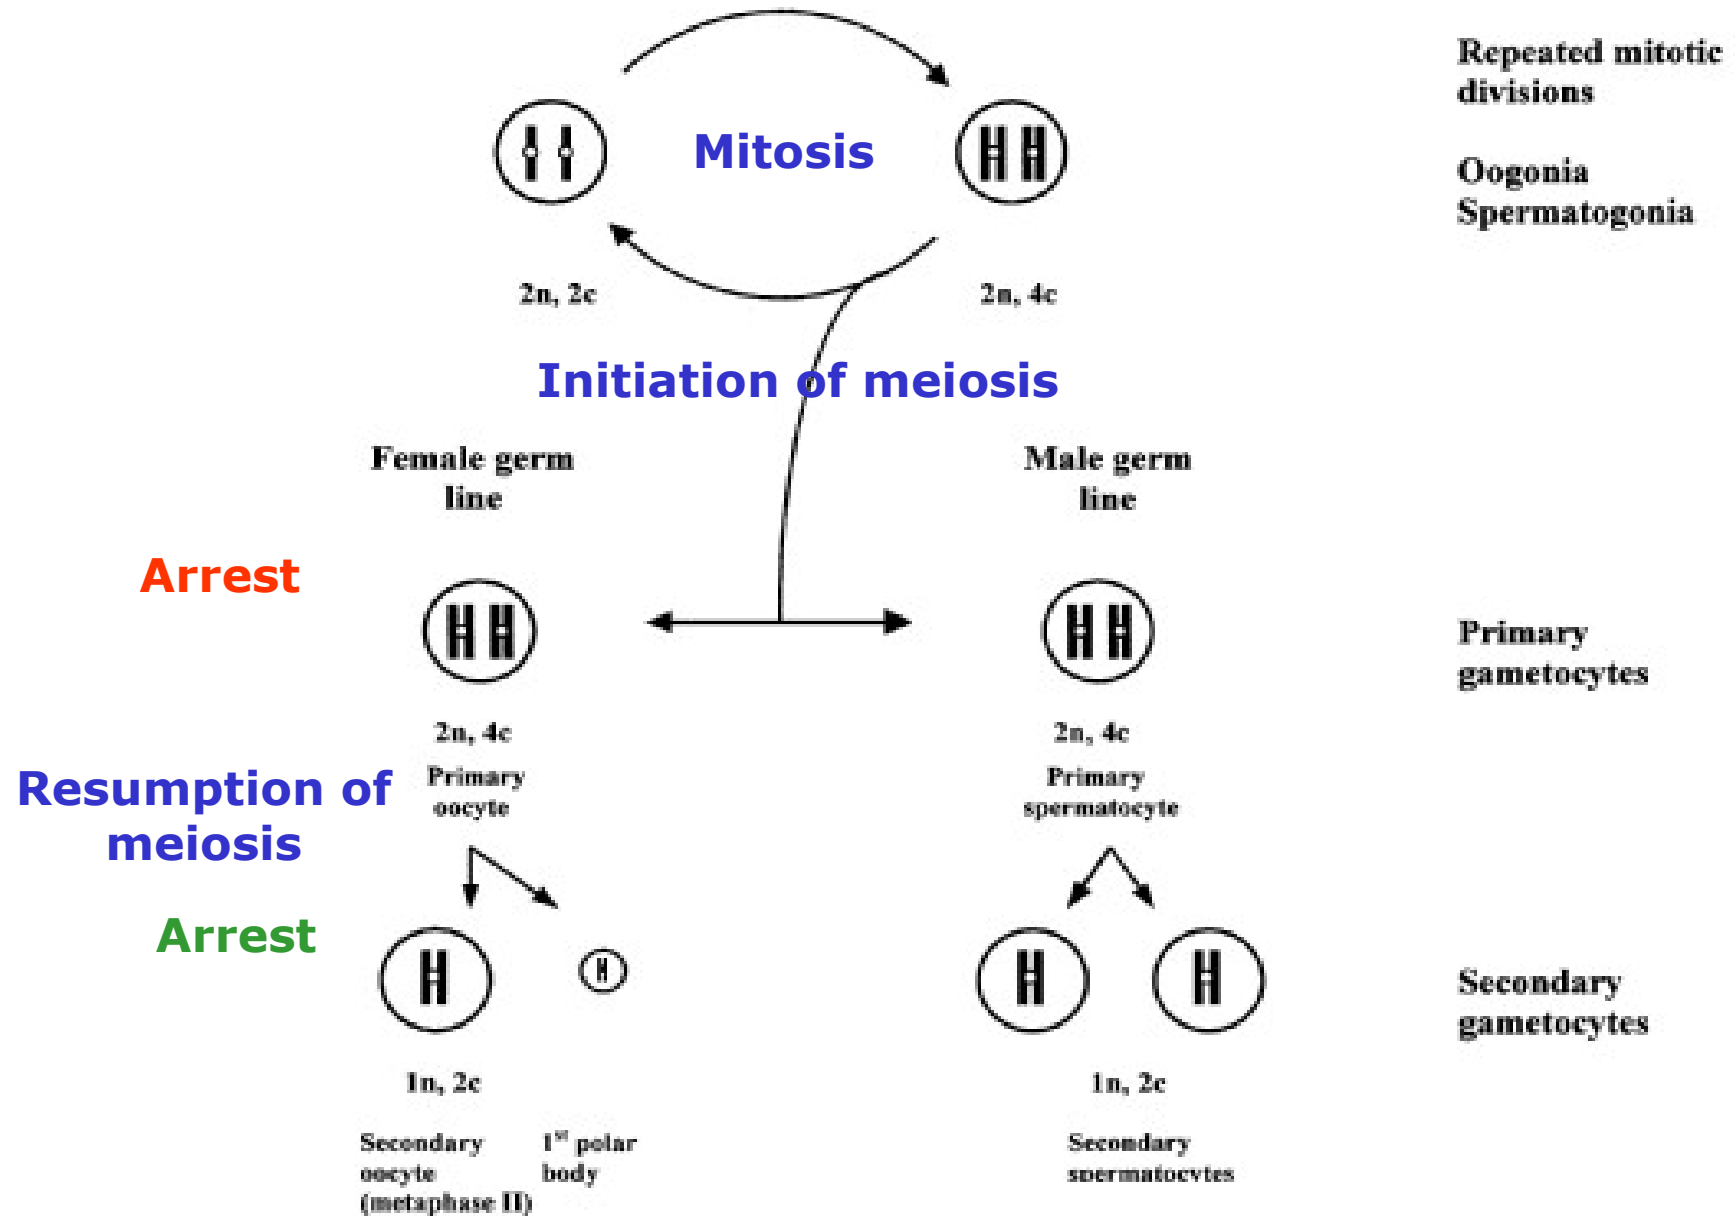 Repeated mitotic
divisions
Mitosis
Oogonia
Spermatogonia
2n, 2c
2n, 4c
Initiation of meiosis
Female germ
line
Male germ
line
Arrest
Primary
gametocytes
2n, 4c
Primary
oocyte
2n, 4c
Primary
spermatocyte
Resumption of
meiosis
Arrest
Secondary
gametocytes
1n, 2c
1n, 2c
Secondary
oocyte
(metaphase II)
1st polar
body
Secondary
spermatocytes